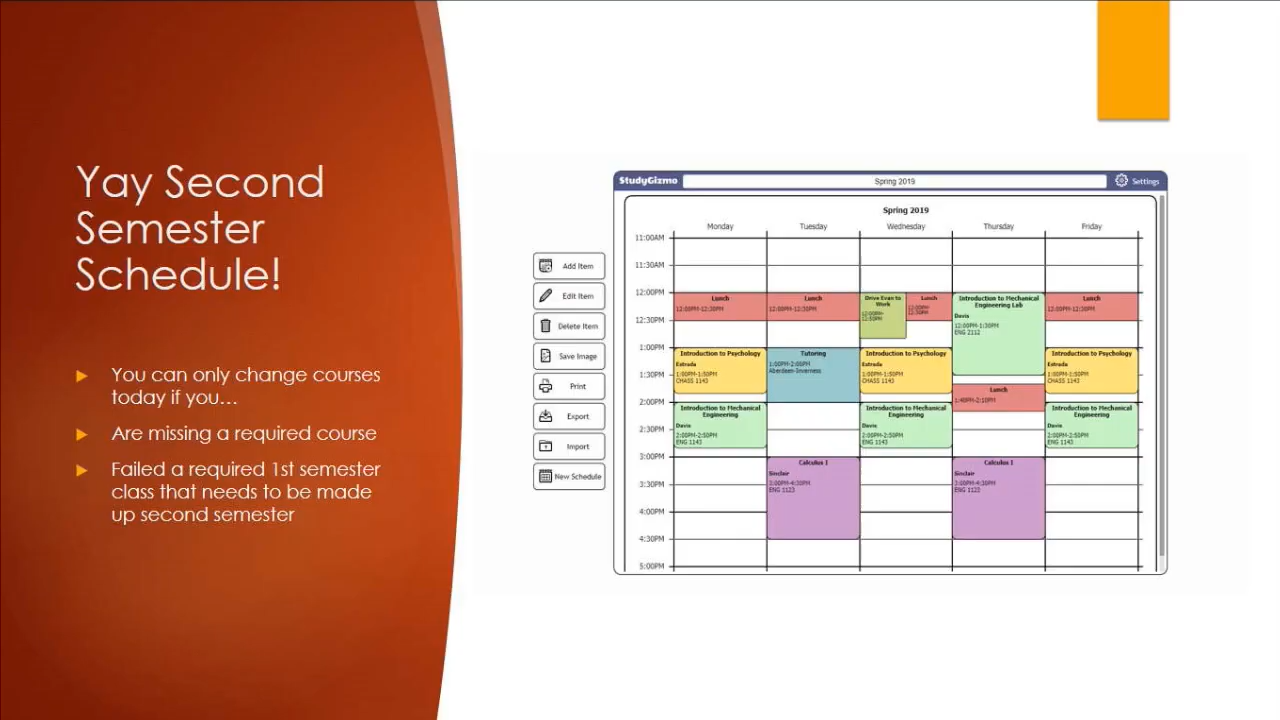 Yay Second
Semester
Schedule!
You can only change courses
today if you…
Are missing a required course
Failed a required 1st semester
class that needs to be made
up second semester
StudyGizmo
Spring 2019
Settings
Add Item
Edit Item
Delete Item
Save Image
Print
Export
Import
New Schedule
Spring 2019
Monday Tuesday Wednesday Thursday Friday
11:00AM
11:30AM
12:00PM
12:30PM
1:00PM
1:30PM
2:00PM
2:30PM
3:00PM
3:30PM
4:00PM
4:30PM
5:00PM
Lunch
12:00PM-12:30PM
Introduction to Psychology
Estrada
1:00PM-1:50PM
CHASS 1143
Introduction to Mechanical
Engineering
Davis
2:00PM-2:50PM
ENG 1143
Lunch
12:00PM-12:30PM
Tutoring
1:00PM-2:00PM
Aberdeen-Inverness
Calculus I
Sinclair
3:00PM-4:30PM
ENG 1123
Drive Evan to
Work
12:00PM-
12:50PM
Lunch
12:00PM-
12:30PM
Introduction to Psychology
Estrada
1:00PM-1:50PM
CHASS 1143
Introduction to Mechanical
Engineering
Davis
2:00PM-2:50PM
ENG 1143
Introduction to Mechanical
Engineering Lab
Davis
12:00PM-1:30PM
ENG 2112
Lunch
1:40PM-2:10PM
Calculus I
Sinclair
3:00PM-4:30PM
ENG 1123
Lunch
12:00PM-12:30PM
Introduction to Psychology
Estrada
1:00PM-1:50PM
CHASS 1143
Introduction to Mechanical
Engineering
Davis
2:00PM-2:50PM
ENG 1143